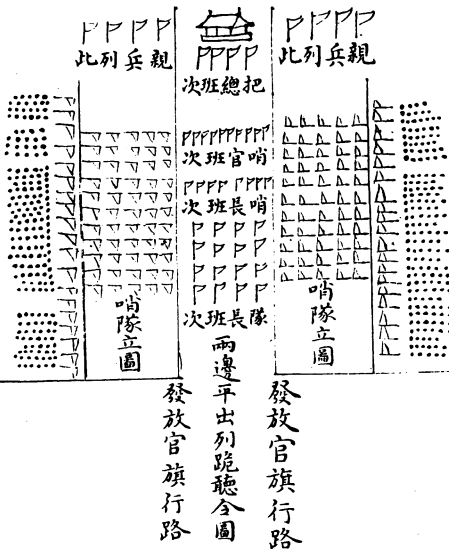 親兵列此
把總班次
親兵列此
哨官班次
哨長班次
隊長班次
哨隊立圖
哨隊立圖
發放官旗行路
兩邊平出列跪聽令圖
發放官旗行路